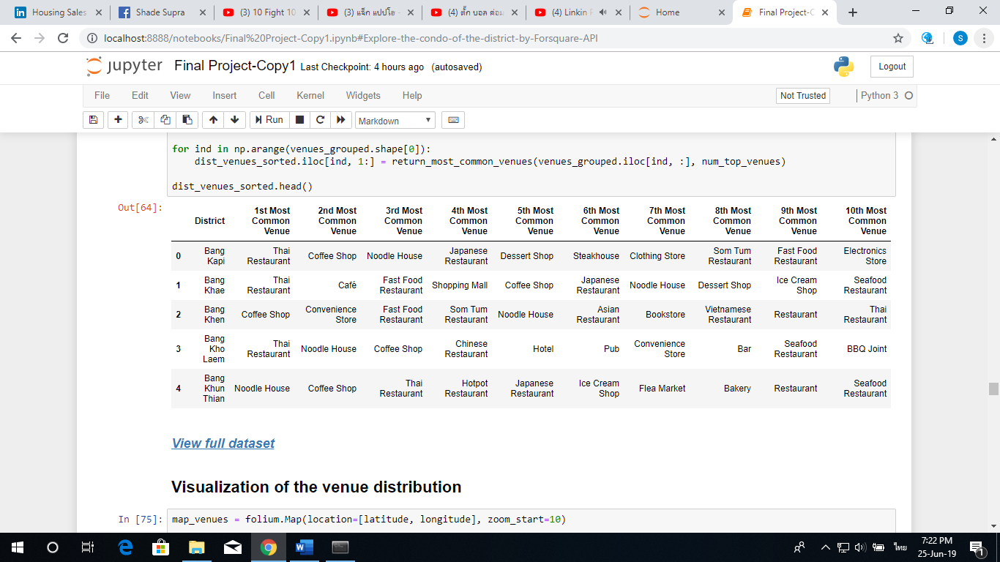 Housing Sales
Shade Supra
(3) 10 Fight 10
(3) แจ็ก แปปโฮ -
(4) ตั๊ก บอล ต่อม
(4) Linkin P
Home
Final Project-C
localhost:8888/notebooks/Final%20Project-Copy1.ipynb#Explore-the-condo-of-the-district-by-Forsquare-API
S
jupyter Final Project-Copy1 Last Checkpoint: 4 hours ago (autosaved)
Logout
File Edit View Insert Cell Kernel Widgets Help
Not Trusted
Python 3
Run
Markdown
for ind in np.arange(venues_grouped.shape[0]):
dist_venues_sorted.iloc[ind, 1:] = return_most_common_venues(venues_grouped.iloc[ind, :], num_top_venues)
dist_venues_sorted.head()
Out[64]:
District
1st Most Common Venue
2nd Most Common Venue
3rd Most Common Venue
4th Most Common Venue
5th Most Common Venue
6th Most Common Venue
7th Most Common Venue
8th Most Common Venue
9th Most Common Venue
10th Most Common Venue
0 Bang Kapi Thai Restaurant Coffee Shop Noodle House Japanese Restaurant Dessert Shop Steakhouse Clothing Store Som Tum Restaurant Fast Food Restaurant Electronics Store
1 Bang Khae Thai Restaurant Café Fast Food Restaurant Shopping Mall Coffee Shop Japanese Restaurant Noodle House Dessert Shop Ice Cream Shop Seafood Restaurant
2 Bang Khen Coffee Shop Convenience Store Fast Food Restaurant Som Tum Restaurant Noodle House Asian Restaurant Bookstore Vietnamese Restaurant Restaurant Thai Restaurant
3 Bang Kho Laem Thai Restaurant Noodle House Coffee Shop Chinese Restaurant Hotel Pub Convenience Store Bar Seafood Restaurant BBQ Joint
4 Bang Khun Thian Noodle House Coffee Shop Thai Restaurant Hotpot Restaurant Japanese Restaurant Ice Cream Shop Flea Market Bakery Restaurant Seafood Restaurant
View full dataset
Visualization of the venue distribution
In [75]: map_venues = folium.Map(location=[latitude, longitude], zoom_start=10)
ไทย
7:22 PM
25-Jun-19
1